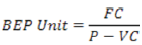 BEP Unit = FC / P - VC